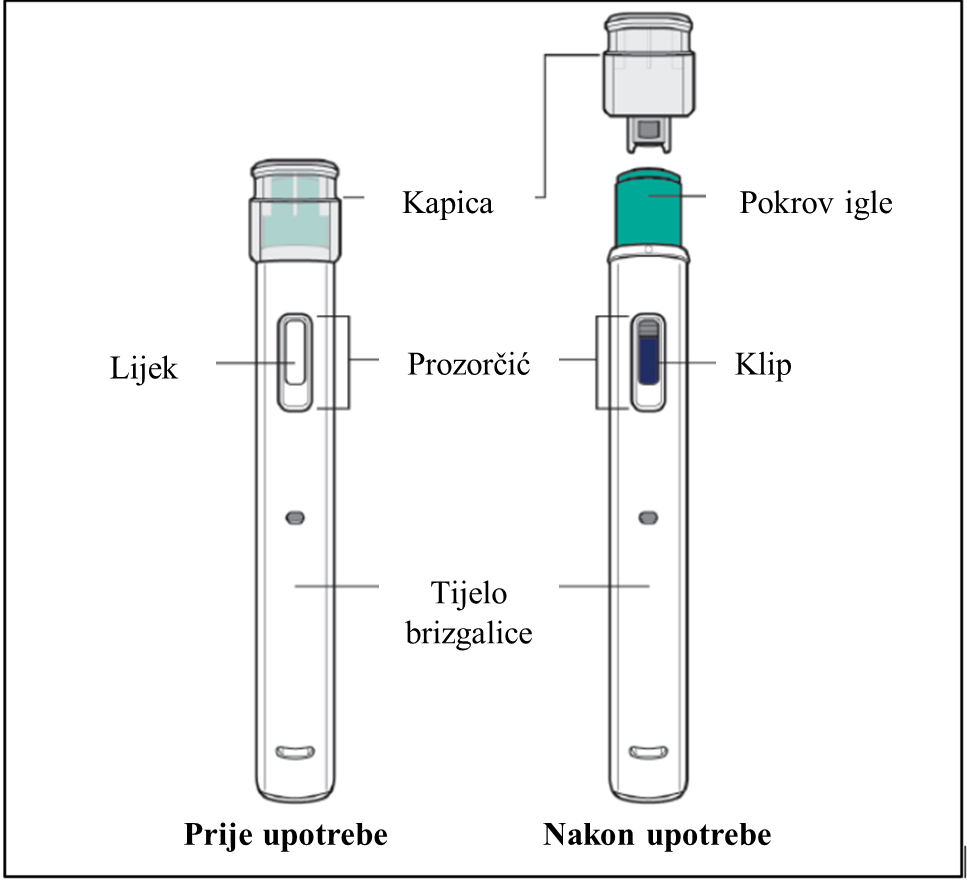 Kapica
Pokrov igle
Lijek
Prozorčić
Klip
Tijelo
brizgalice
Prije upotrebe
Nakon upotrebe